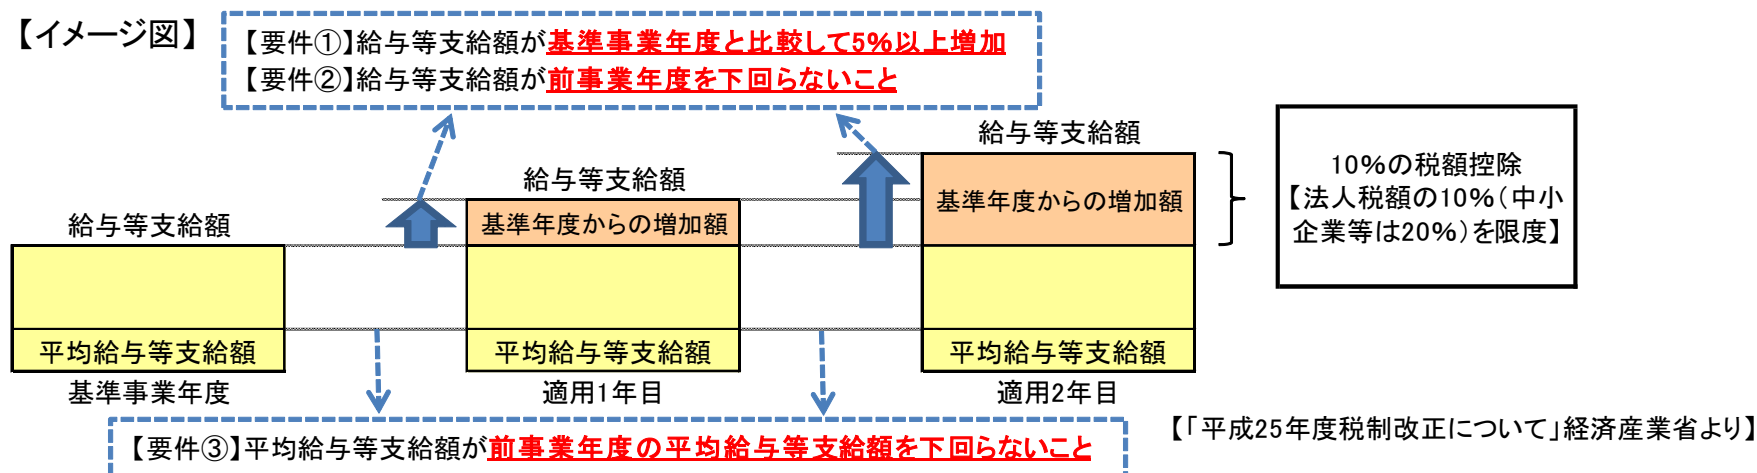 【イメージ図】
【要件①】給与等支給額が基準事業年度と比較して5%以上増加
【要件②】給与等支給額が前事業年度を下回らないこと
給与等支給額
給与等支給額
給与等支給額
基準年度からの増加額
基準年度からの増加額
10%の税額控除
【法人税額の10%(中小
企業等は20%)を限度】
平均給与等支給額
平均給与等支給額
平均給与等支給額
基準事業年度
適用1年目
適用2年目
【要件③】平均給与等支給額が前事業年度の平均給与等支給額を下回らないこと
【「平成25年度税制改正について」経済産業省より】